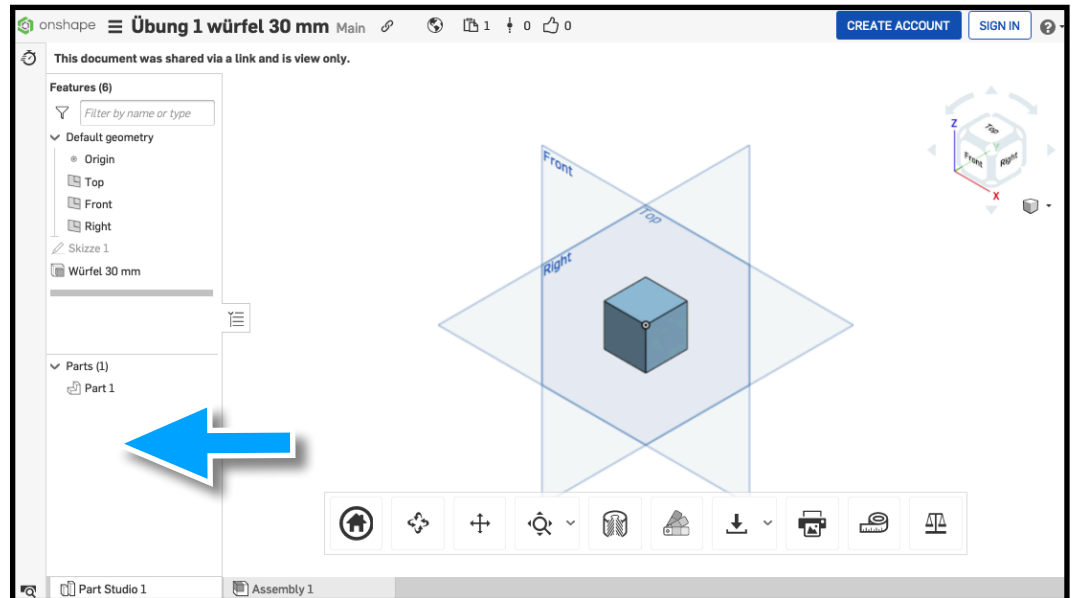 onshape Übung 1 würfel 30 mm Main 1 0 0 CREATE ACCOUNT SIGN IN ?
This document was shared via a link and is view only.
Features (6)
Filter by name or type
Default geometry
Origin
Top
Front
Right
Skizze 1
Würfel 30 mm
Parts (1)
Part 1
Front
Top
Right
Z
Top
Y
Front Right
X
Part Studio 1
Assembly 1